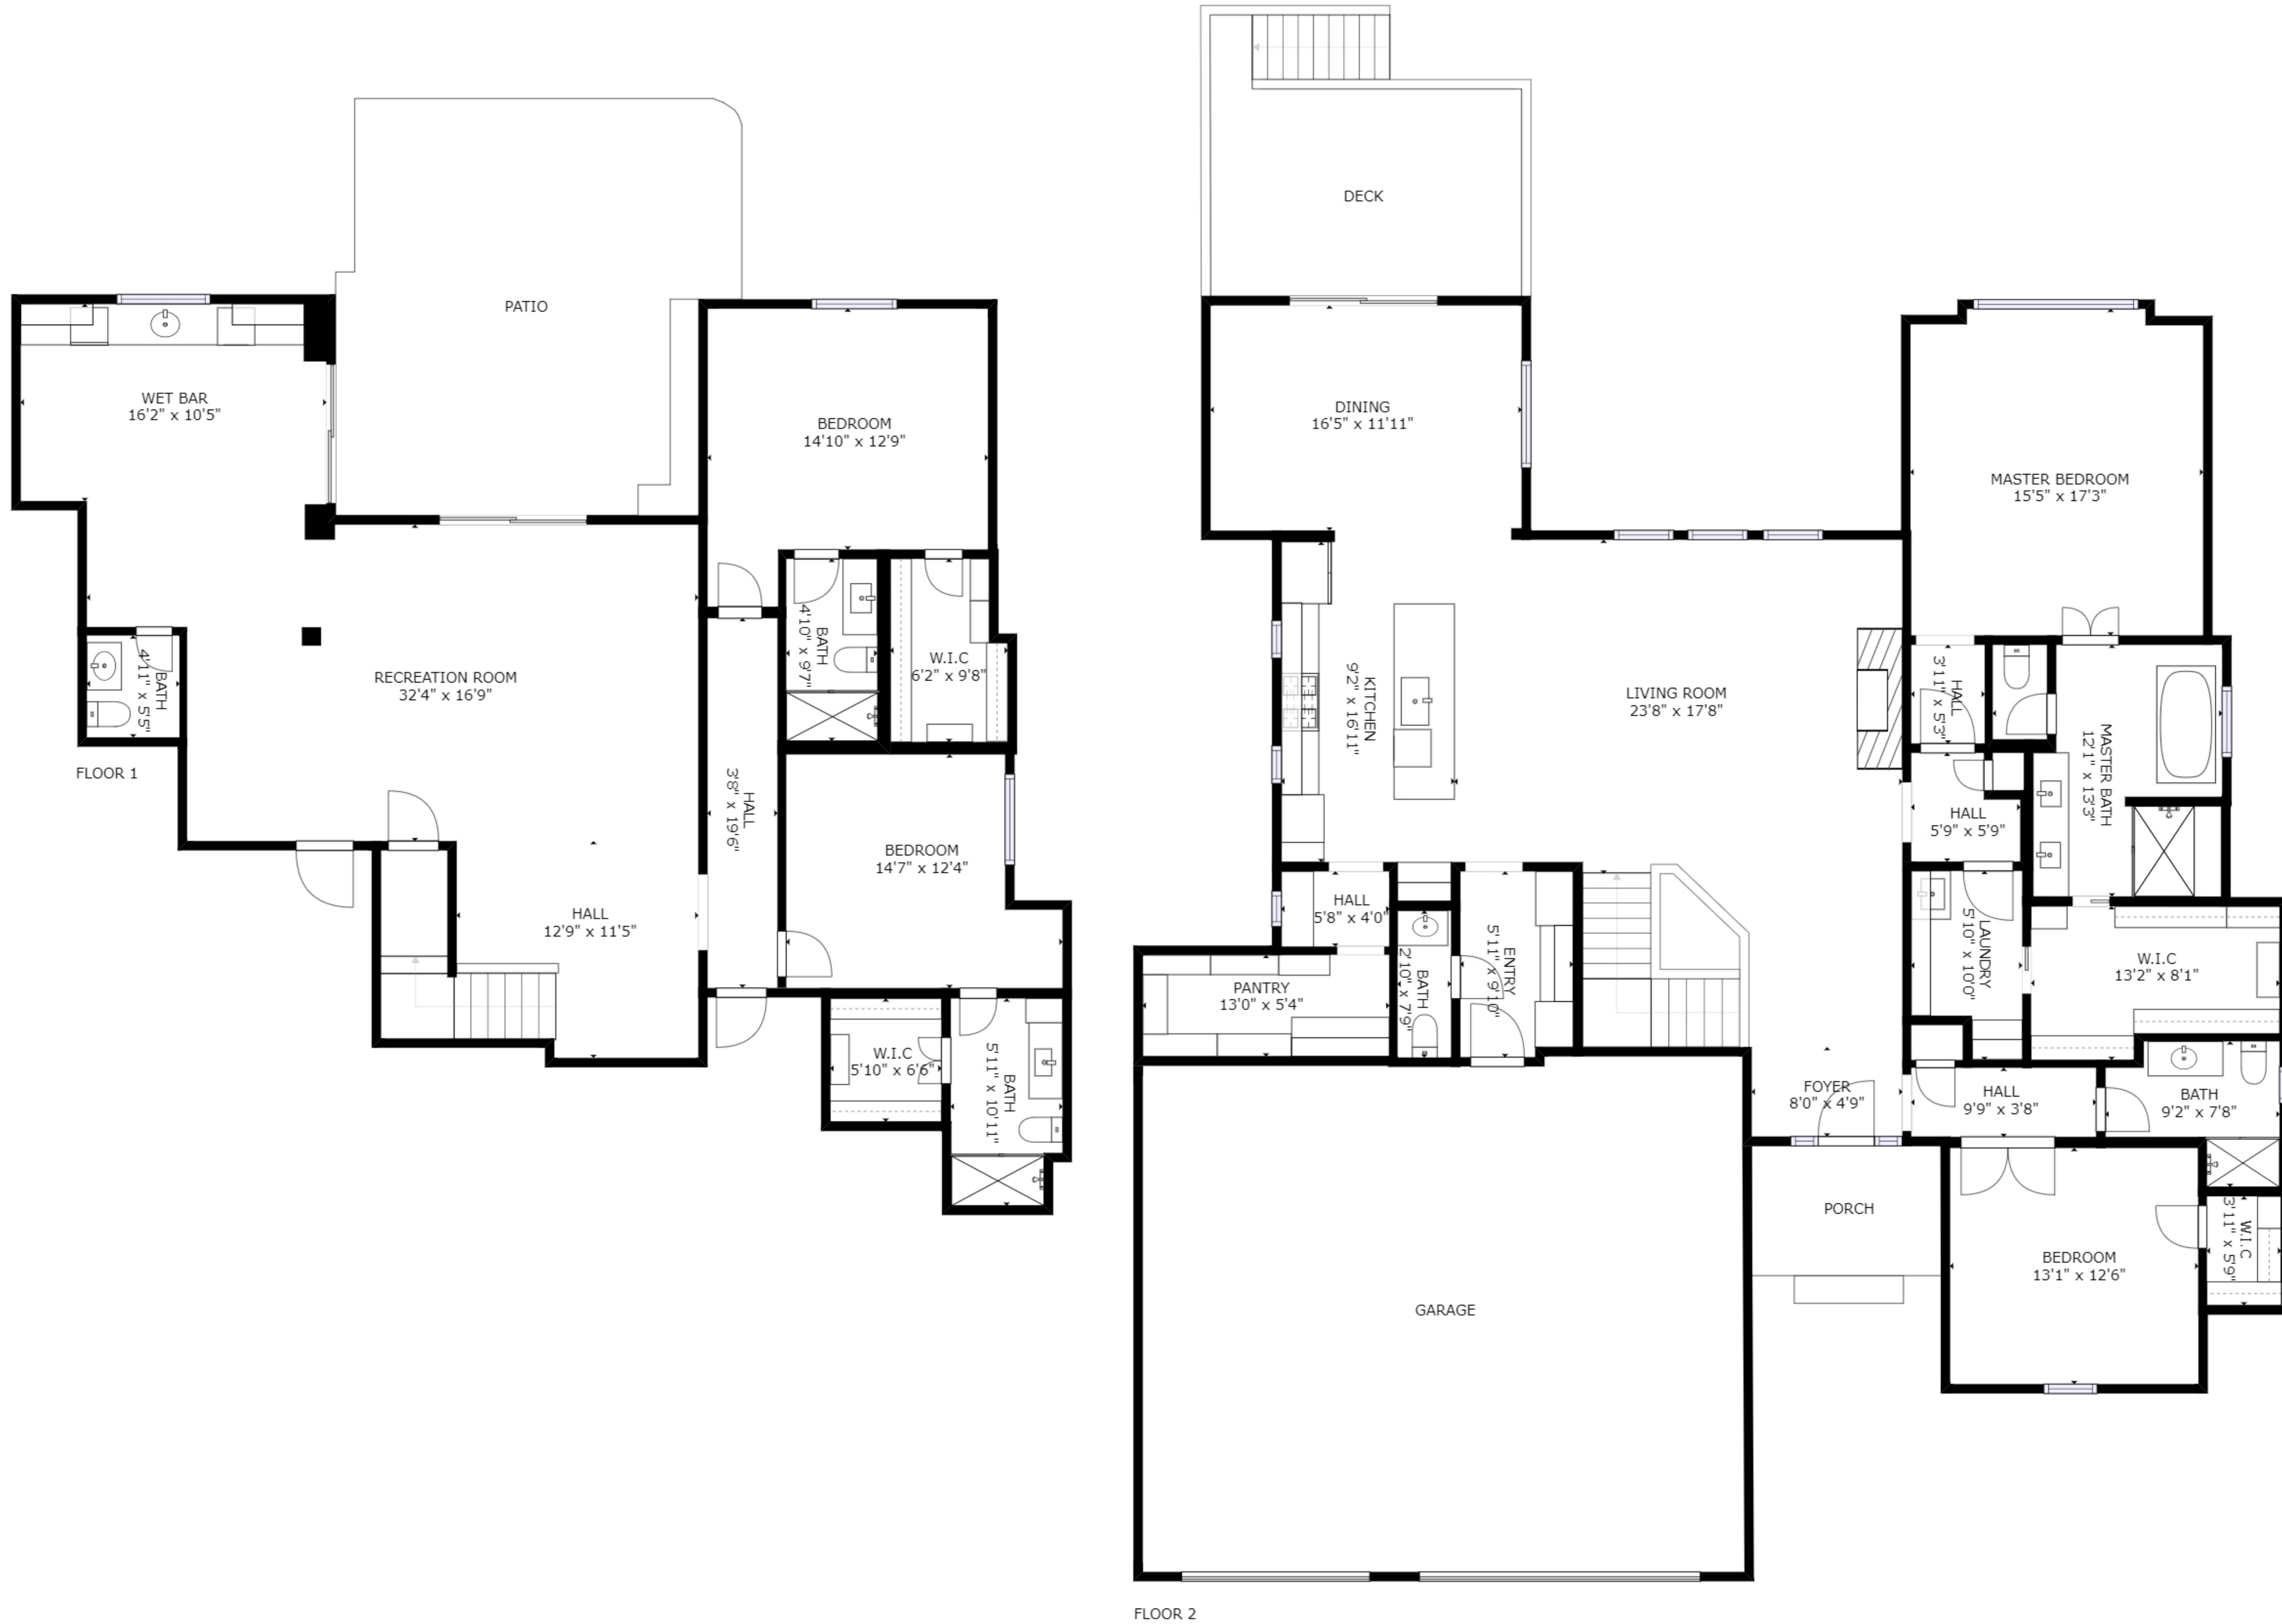 PATIO
WET BAR
16'2" x 10'5"
BEDROOM
14'10" x 12'9"
RECREATION ROOM
32'4" x 16'9"
BATH
4'11" x 5'5"
BATH
4'10" x 9'7"
W.I.C
6'2" x 9'8"
HALL
3'8" x 19'6"
BEDROOM
14'7" x 12'4"
HALL
12'9" x 11'5"
W.I.C
5'10" x 6'6"
BATH
5'11" x 10'11"
FLOOR 1
DECK
DINING
16'5" x 11'11"
MASTER BEDROOM
15'5" x 17'3"
KITCHEN
9'2" x 16'11"
LIVING ROOM
23'8" x 17'8"
HALL
3'11" x 5'3"
MASTER BATH
12'1" x 13'3"
HALL
5'9" x 5'9"
HALL
5'8" x 4'0"
PANTRY
13'0" x 5'4"
BATH
2'10" x 7'9"
ENTRY
5'11" x 9'10"
LAUNDRY
5'10" x 10'0"
W.I.C
13'2" x 8'1"
FOYER
8'0" x 4'9"
HALL
9'9" x 3'8"
BATH
9'2" x 7'8"
PORCH
BEDROOM
13'1" x 12'6"
W.I.C
3'11" x 5'9"
GARAGE
FLOOR 2